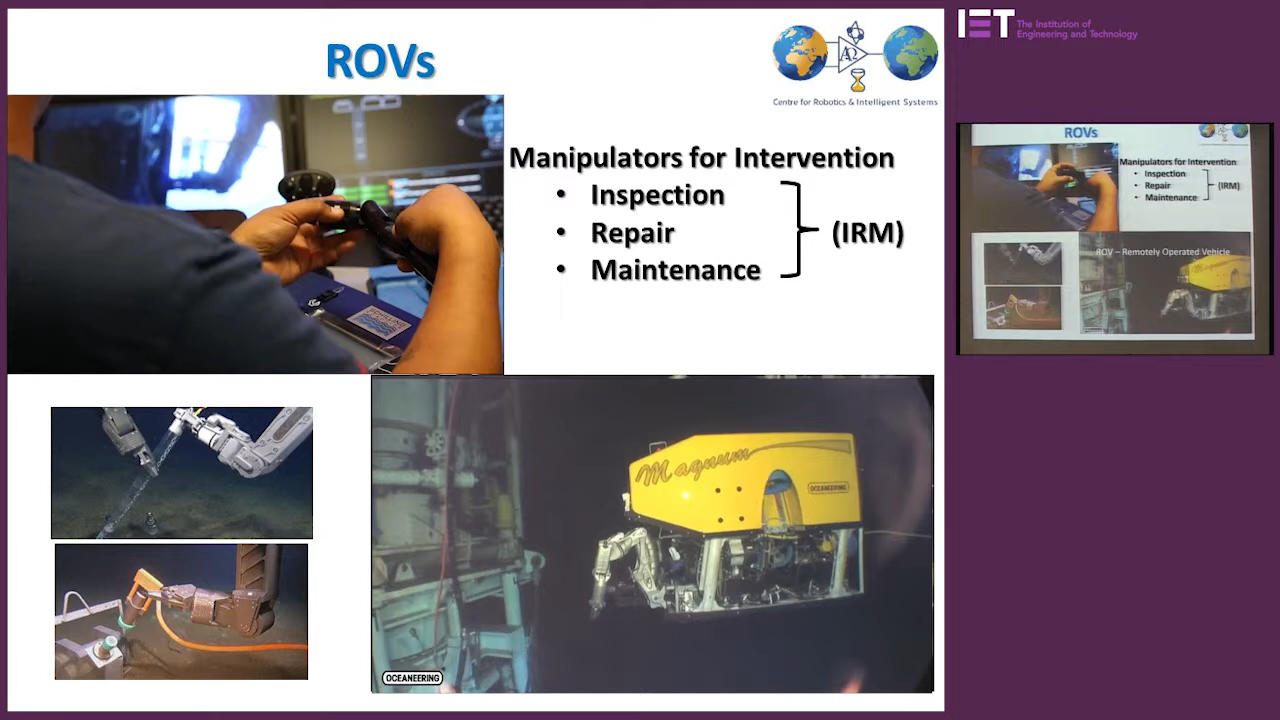 ROVs
ΑΩ
Centre for Robotics & Intelligent Systems
Manipulators for Intervention
• Inspection
• Repair
• Maintenance
(IRM)
Magnum
OCEANEERING
OCEANEERING
IET The Institution of
Engineering and Technology
ROVs
Manipulators for Intervention
• Inspection
• Repair
• Maintenance
(IRM)
ROV – Remotely Operated Vehicle